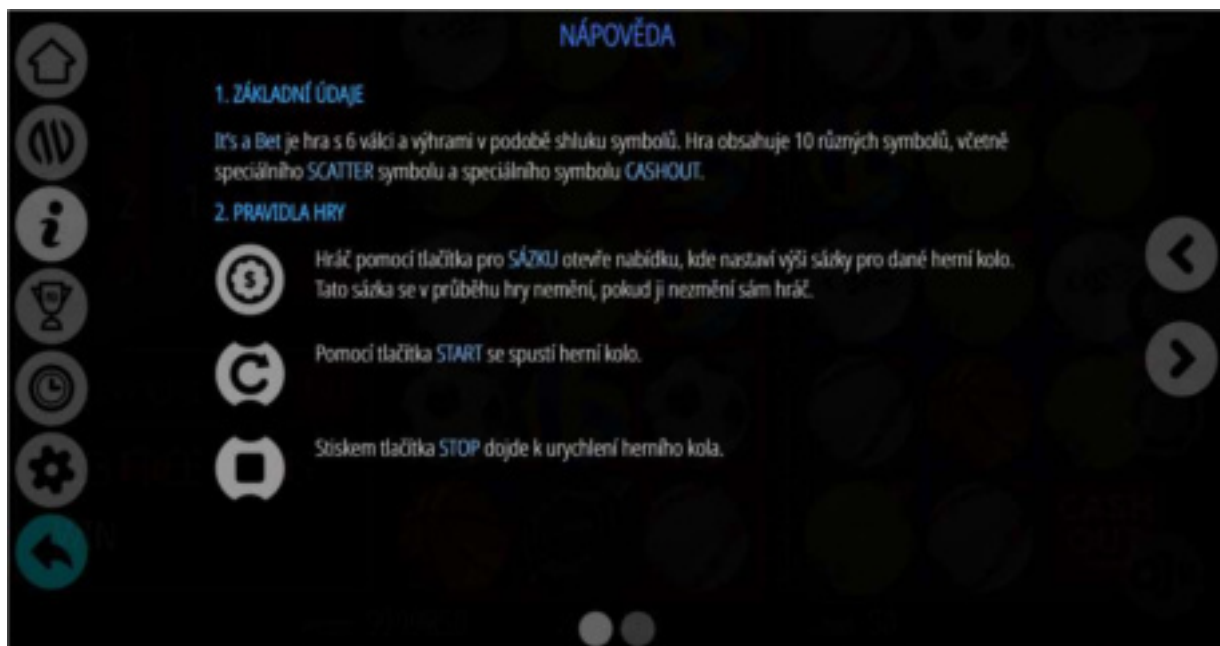 NÁPOVĚDA
1. ZÁKLADNÍ ÚDAJE
It's a Bet je hra s 6 válci a výhrami v podobě shluku symbolů. Hra obsahuje 10 různých symbolů, včetně
speciálního SCATTER symbolu a speciálního symbolu CASHOUT.
2. PRAVIDLA HRY
Hráč pomocí tlačítka pro SÁZKU otevře nabídku, kde nastaví výši sázky pro dané herní kolo.
Tato sázka se v průběhu hry nemění, pokud ji nezmění sám hráč.
Pomocí tlačítka START se spustí herní kolo.
Stiskem tlačítka STOP dojde k urychlení herního kola.
CASH
OUT